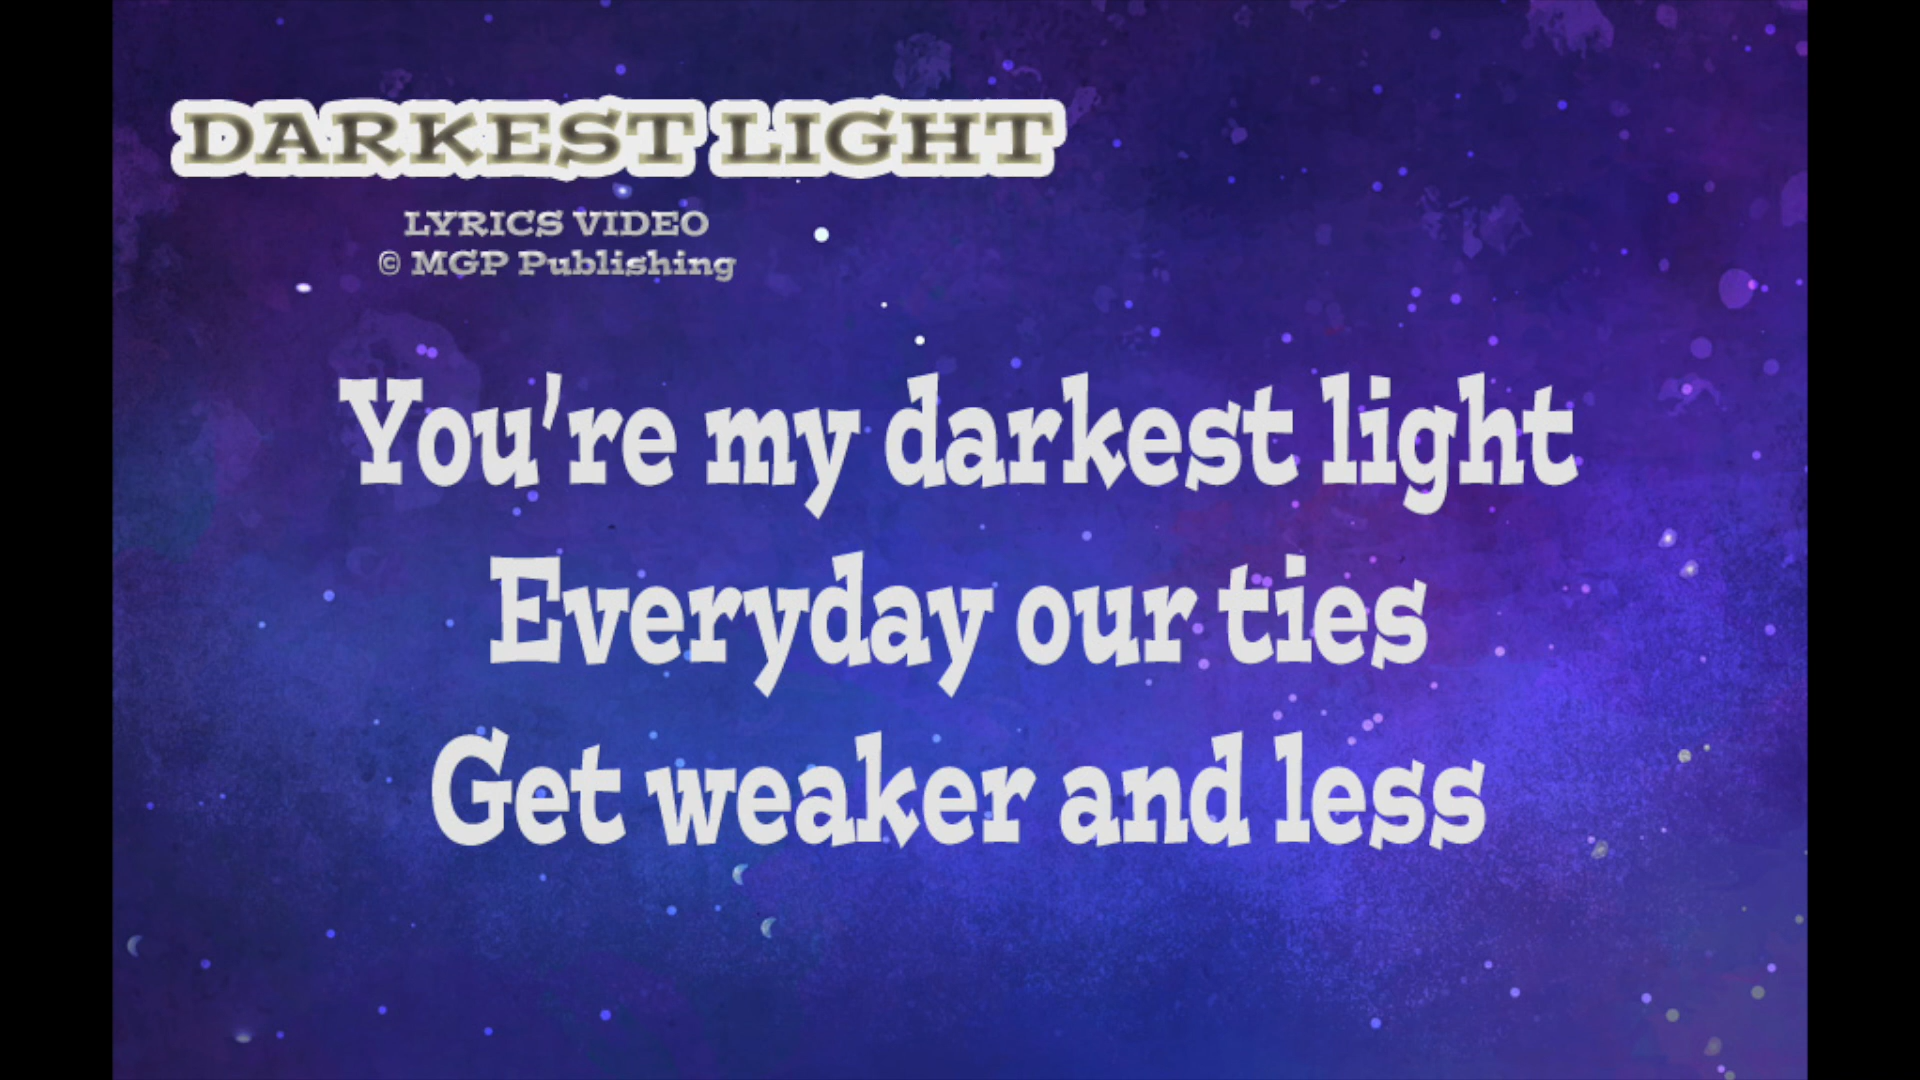 DARKEST LIGHT
LYRICS VIDEO
© MGP Publishing
You're my darkest light
Everyday our ties
Get weaker and less